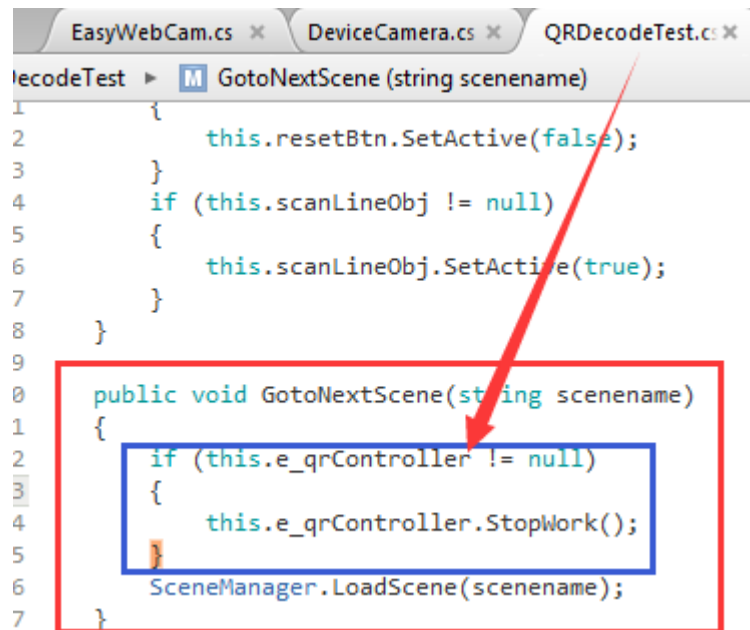 EasyWebCam.cs × DeviceCamera.cs × QRDecodeTest.cs ×
DecodeTest ▸ M GotoNextScene (string scenename)
1 {
2 this.resetBtn.SetActive(false);
3 }
4 if (this.scanLineObj != null)
5 {
6 this.scanLineObj.SetActive(true);
7 }
8 }
9
0 public void GotoNextScene(string scenename)
1 {
2 if (this.e_qrController != null)
3 {
4 this.e_qrController.StopWork();
5 }
6 SceneManager.LoadScene(scenename);
7 }